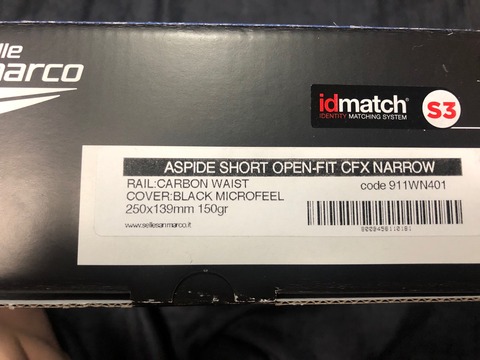 lle
marco
idmatch®
IDENTITY MATCHING SYSTEM
S3
ASPIDE SHORT OPEN-FIT CFX NARROW
RAIL:CARBON WAIST
code 911WN401
COVER:BLACK MICROFEEL
250x139mm 150gr
www.sellesanmarco.it